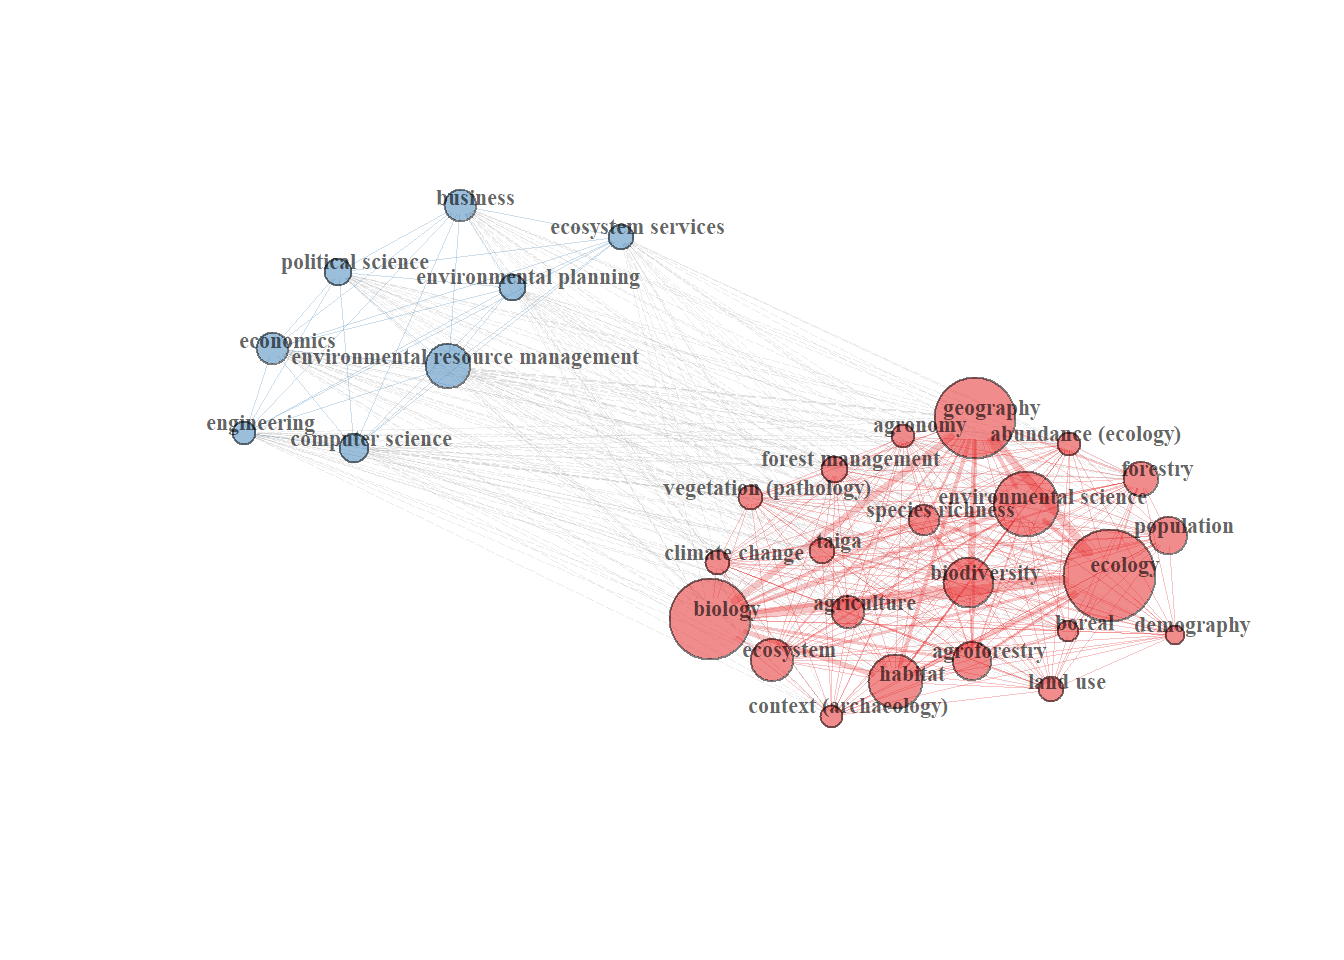 business
ecosystem services
political science
environmental planning
economics
environmental resource management
engineering
computer science
geography
agronomy
abundance (ecology)
forest management
forestry
vegetation (pathology)
environmental science
species richness
population
taiga
climate change
ecology
biodiversity
biology
agriculture
boreal
demography
ecosystem
agroforestry
habitat
land use
context (archaeology)